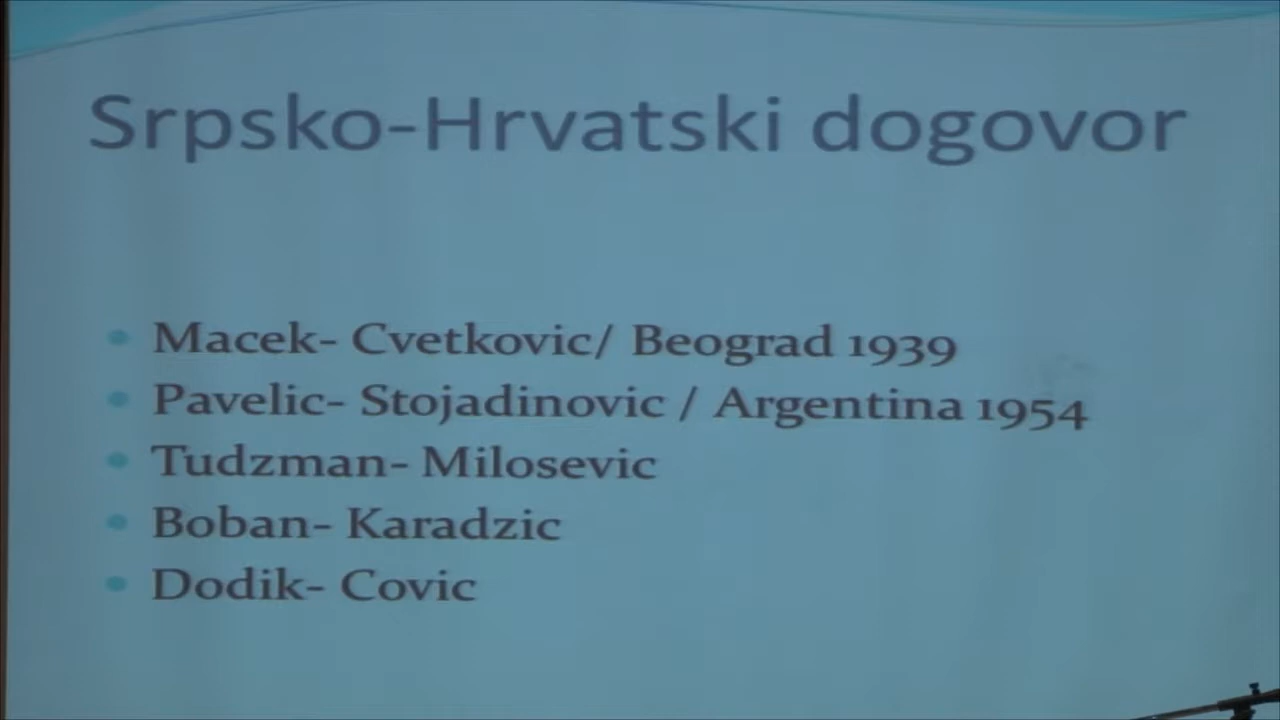 Srpsko-Hrvatski dogovor
Macek- Cvetkovic/ Beograd 1939
Pavelic- Stojadinovic / Argentina 1954
Tudzman- Milosevic
Boban- Karadzic
Dodik- Covic